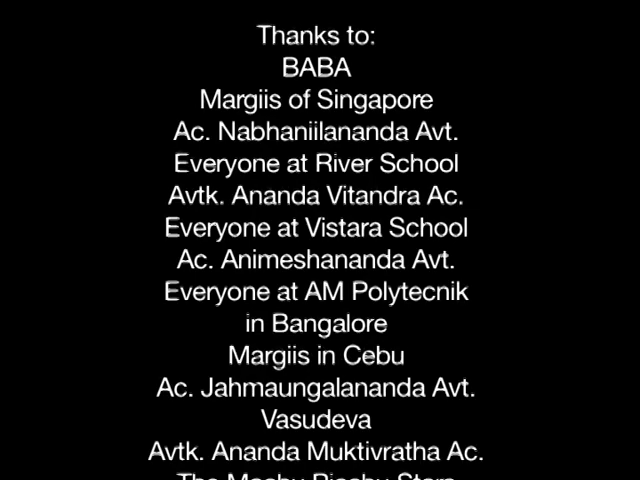 Thanks to:
BABA
Margiis of Singapore
Ac. Nabhaniilananda Avt.
Everyone at River School
Avtk. Ananda Vitandra Ac.
Everyone at Vistara School
Ac. Animeshananda Avt.
Everyone at AM Polytecnik
in Bangalore
Margiis in Cebu
Ac. Jahmaungalananda Avt.
Vasudeva
Avtk. Ananda Muktivratha Ac.
The